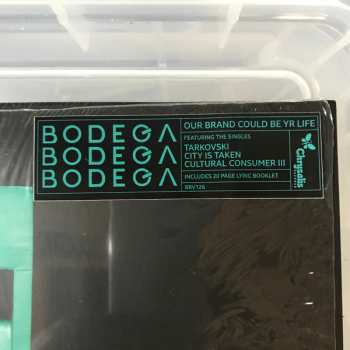 BODEGA
BODEGA
BODEGA
OUR BRAND COULD BE YR LIFE
FEATURING THE SINGLES
TARKOVSKI
CITY IS TAKEN
CULTURAL CONSUMER III
INCLUDES 20 PAGE LYRIC BOOKLET
BRV126
Chrysalis